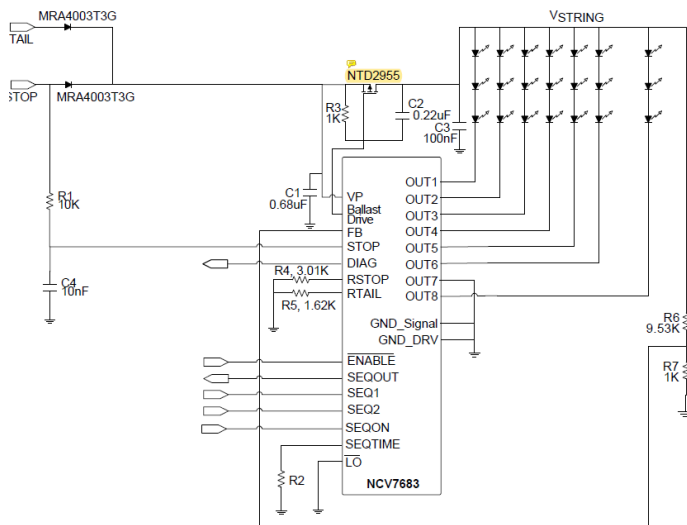 MRA4003T3G
TAIL
STOP
MRA4003T3G
NTD2955
VSTRING
R3
1K
C2
0.22uF
C3
100nF
R1
10K
C1
0.68uF
C4
10nF
VP
Ballast
Drive
FB
STOP
DIAG
R4, 3.01K
RSTOP
R5, 1.62K
RTAIL
OUT1
OUT2
OUT3
OUT4
OUT5
OUT6
OUT7
OUT8
GND_Signal
GND_DRV
ENABLE
SEQOUT
SEQ1
SEQ2
SEQON
SEQTIME
LO
R2
NCV7683
R6
9.53K
R7
1K